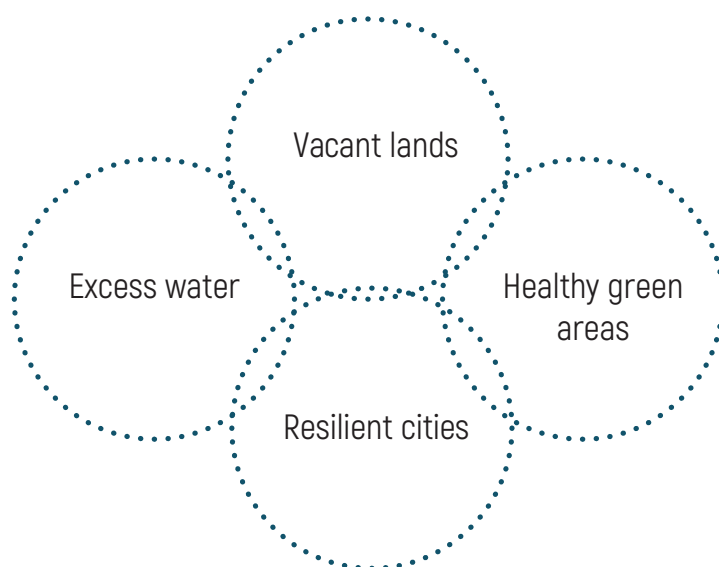 Vacant lands
Excess water
Healthy green
areas
Resilient cities